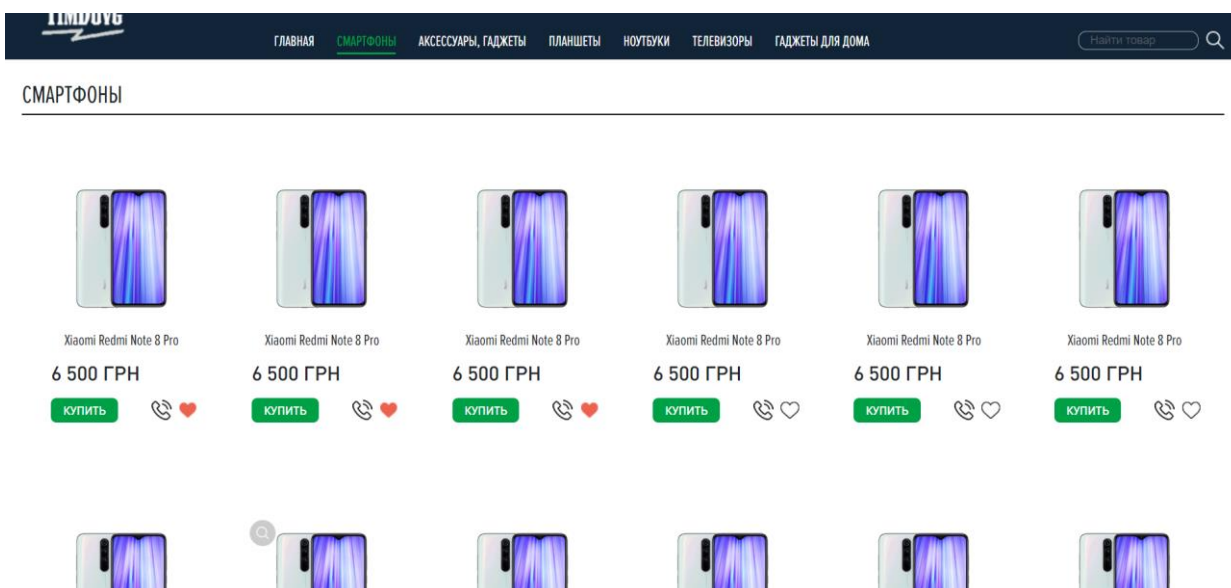 ГЛАВНАЯ СМАРТФОНЫ АКСЕССУАРЫ, ГАДЖЕТЫ ПЛАНШЕТЫ НОУТБУКИ ТЕЛЕВИЗОРЫ ГАДЖЕТЫ ДЛЯ ДОМА Найти товар
СМАРТФОНЫ
Xiaomi Redmi Note 8 Pro Xiaomi Redmi Note 8 Pro Xiaomi Redmi Note 8 Pro Xiaomi Redmi Note 8 Pro Xiaomi Redmi Note 8 Pro Xiaomi Redmi Note 8 Pro
6 500 ГРН 6 500 ГРН 6 500 ГРН 6 500 ГРН 6 500 ГРН 6 500 ГРН
КУПИТЬ КУПИТЬ КУПИТЬ КУПИТЬ КУПИТЬ КУПИТЬ